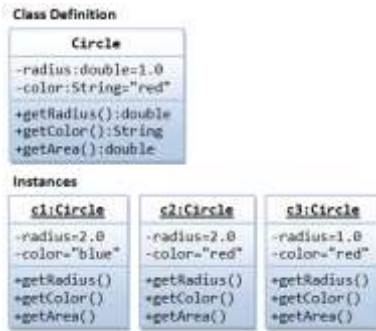 Class Definition
Circle
-radius:double=1.0
-color:String="red"
+getRadius():double
+getColor():String
+getArea():double
Instances
c1:Circle
-radius=2.0
-color="blue"
+getRadius()
+getColor()
+getArea()
c2:Circle
-radius=2.0
-color="red"
+getRadius()
+getColor()
+getArea()
c3:Circle
-radius=1.0
-color="red"
+getRadius()
+getColor()
+getArea()